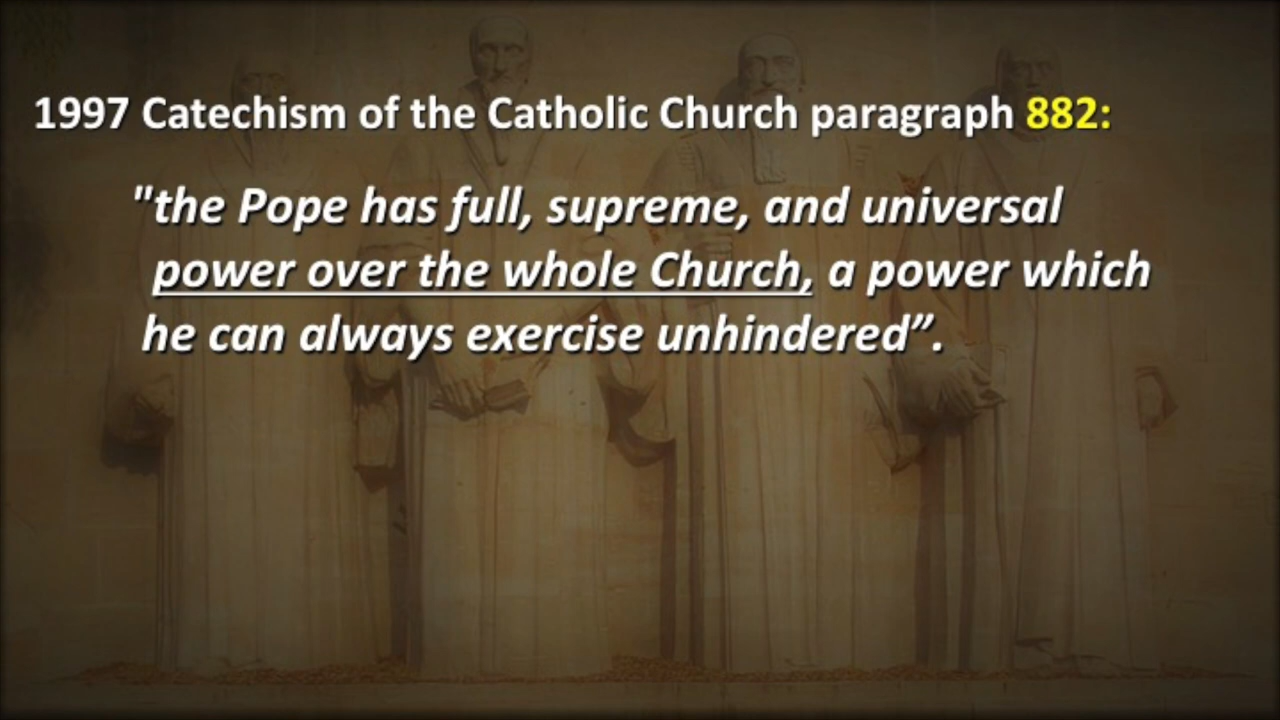 1997 Catechism of the Catholic Church paragraph 882:
"the Pope has full, supreme, and universal
power over the whole Church, a power which
he can always exercise unhindered”.